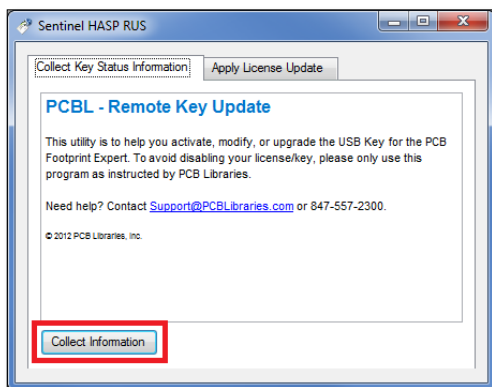 Sentinel HASP RUS
Collect Key Status Information
Apply License Update
PCBL - Remote Key Update
This utility is to help you activate, modify, or upgrade the USB Key for the PCB
Footprint Expert. To avoid disabling your license/key, please only use this
program as instructed by PCB Libraries.
Need help? Contact Support@PCBLibraries.com or 847-557-2300.
© 2012 PCB Libraries, Inc.
Collect Information